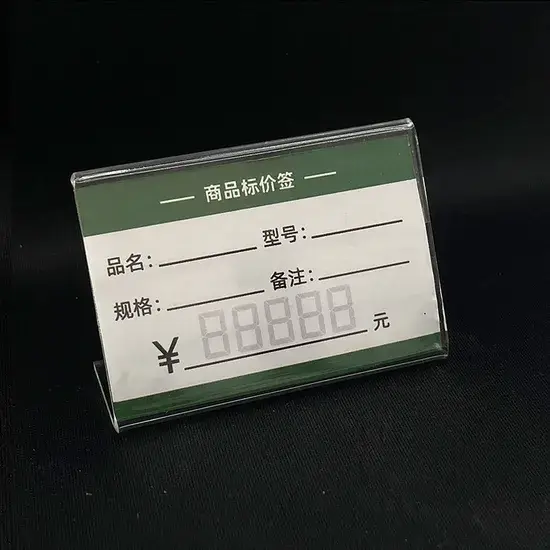 商品标价签
品名： 型号：
规格： 备注：
¥ 88888 元